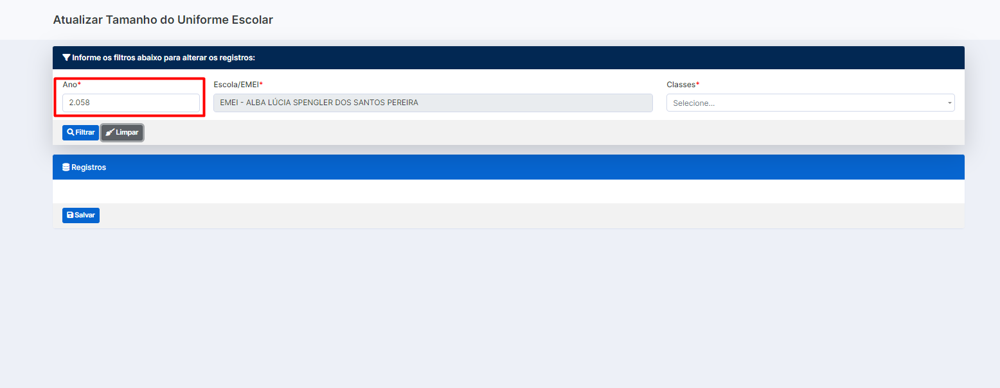 Atualizar Tamanho do Uniforme Escolar
Informe os filtros abaixo para alterar os registros:
Ano*
2.058
Escola/EMEI*
EMEI - ALBA LÚCIA SPENGLER DOS SANTOS PEREIRA
Classes*
Selecione...
Filtrar
Limpar
Registros
Salvar